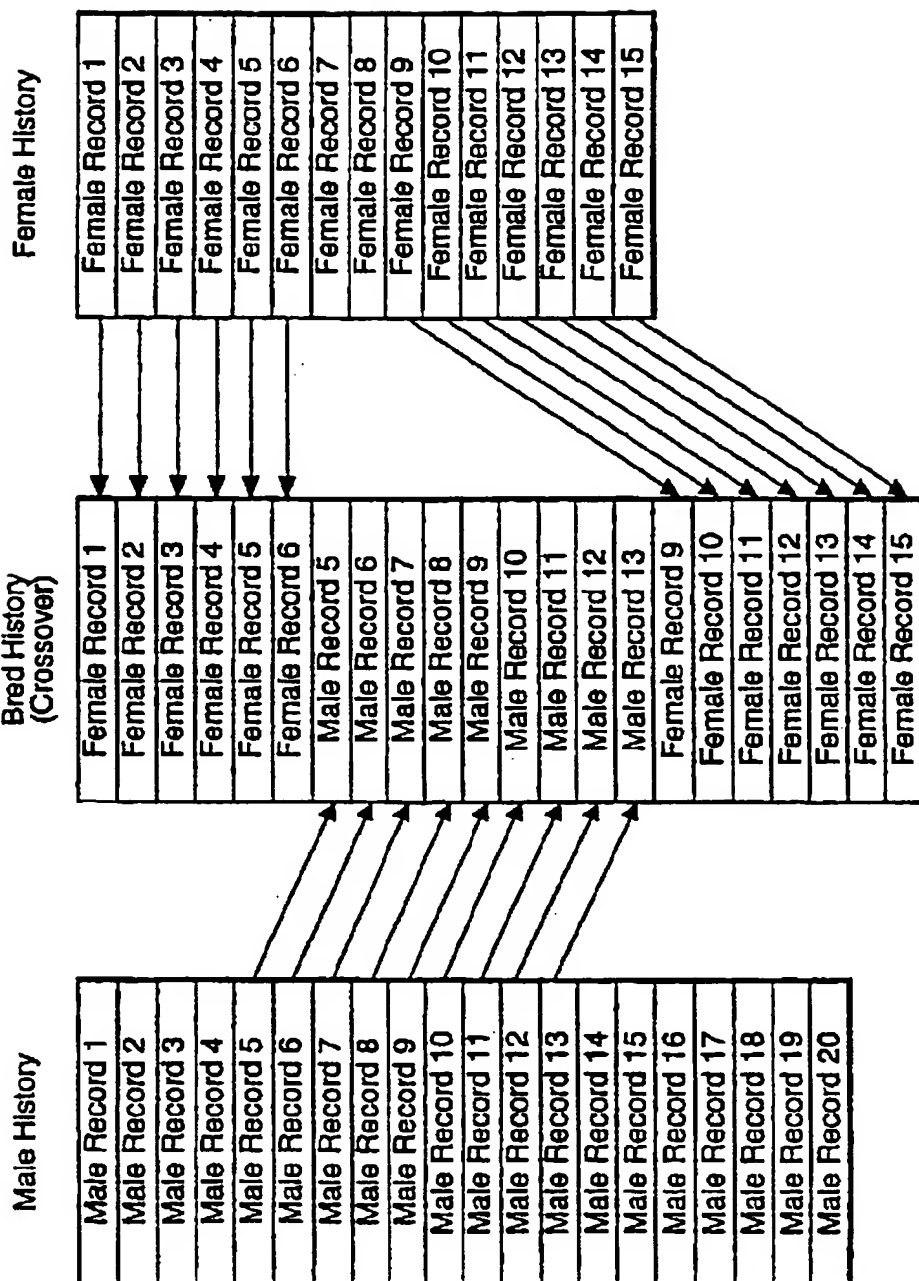 Male History
Male Record 1
Male Record 2
Male Record 3
Male Record 4
Male Record 5
Male Record 6
Male Record 7
Male Record 8
Male Record 9
Male Record 10
Male Record 11
Male Record 12
Male Record 13
Male Record 14
Male Record 15
Male Record 16
Male Record 17
Male Record 18
Male Record 19
Male Record 20
Bred History
(Crossover)
Female Record 1
Female Record 2
Female Record 3
Female Record 4
Female Record 5
Female Record 6
Male Record 5
Male Record 6
Male Record 7
Male Record 8
Male Record 9
Male Record 10
Male Record 11
Male Record 12
Male Record 13
Female Record 9
Female Record 10
Female Record 11
Female Record 12
Female Record 13
Female Record 14
Female Record 15
Female History
Female Record 1
Female Record 2
Female Record 3
Female Record 4
Female Record 5
Female Record 6
Female Record 7
Female Record 8
Female Record 9
Female Record 10
Female Record 11
Female Record 12
Female Record 13
Female Record 14
Female Record 15